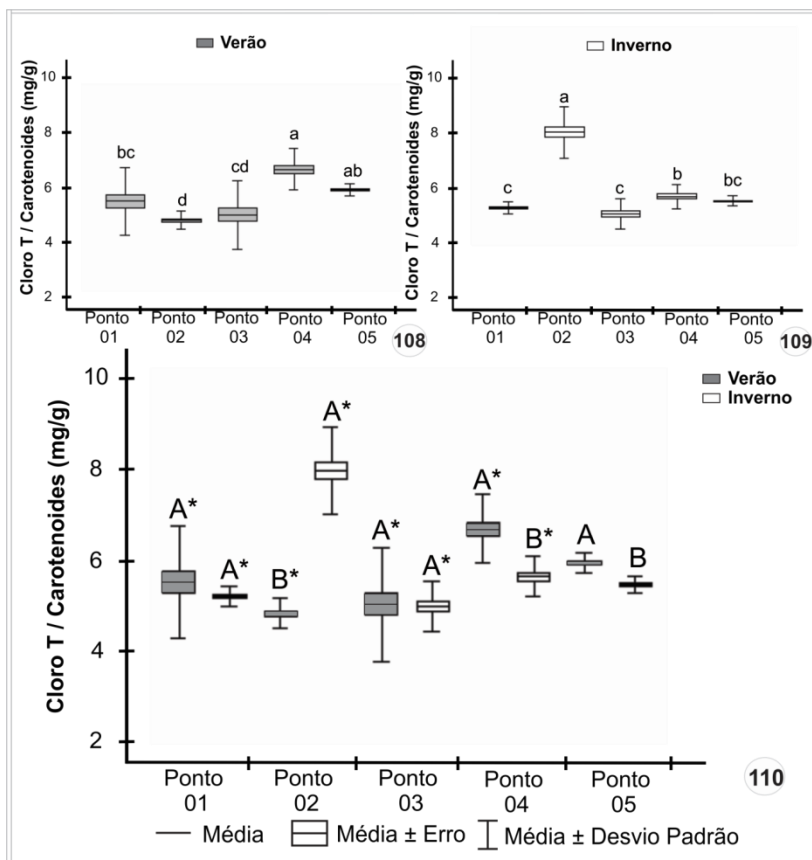 Verão
Cloro T / Carotenoides (mg/g)
10
8
6
4
2
bc
d
cd
a
ab
Ponto 01
Ponto 02
Ponto 03
Ponto 04
Ponto 05
108
Inverno
Cloro T / Carotenoides (mg/g)
10
8
6
4
2
c
a
c
b
bc
Ponto 01
Ponto 02
Ponto 03
Ponto 04
Ponto 05
109
Verão
Inverno
Cloro T / Carotenoides (mg/g)
10
8
6
4
2
A*
A*
B*
A*
A*
A*
A*
B*
A
B
Ponto 01
Ponto 02
Ponto 03
Ponto 04
Ponto 05
110
Média
Média ± Erro
Média ± Desvio Padrão